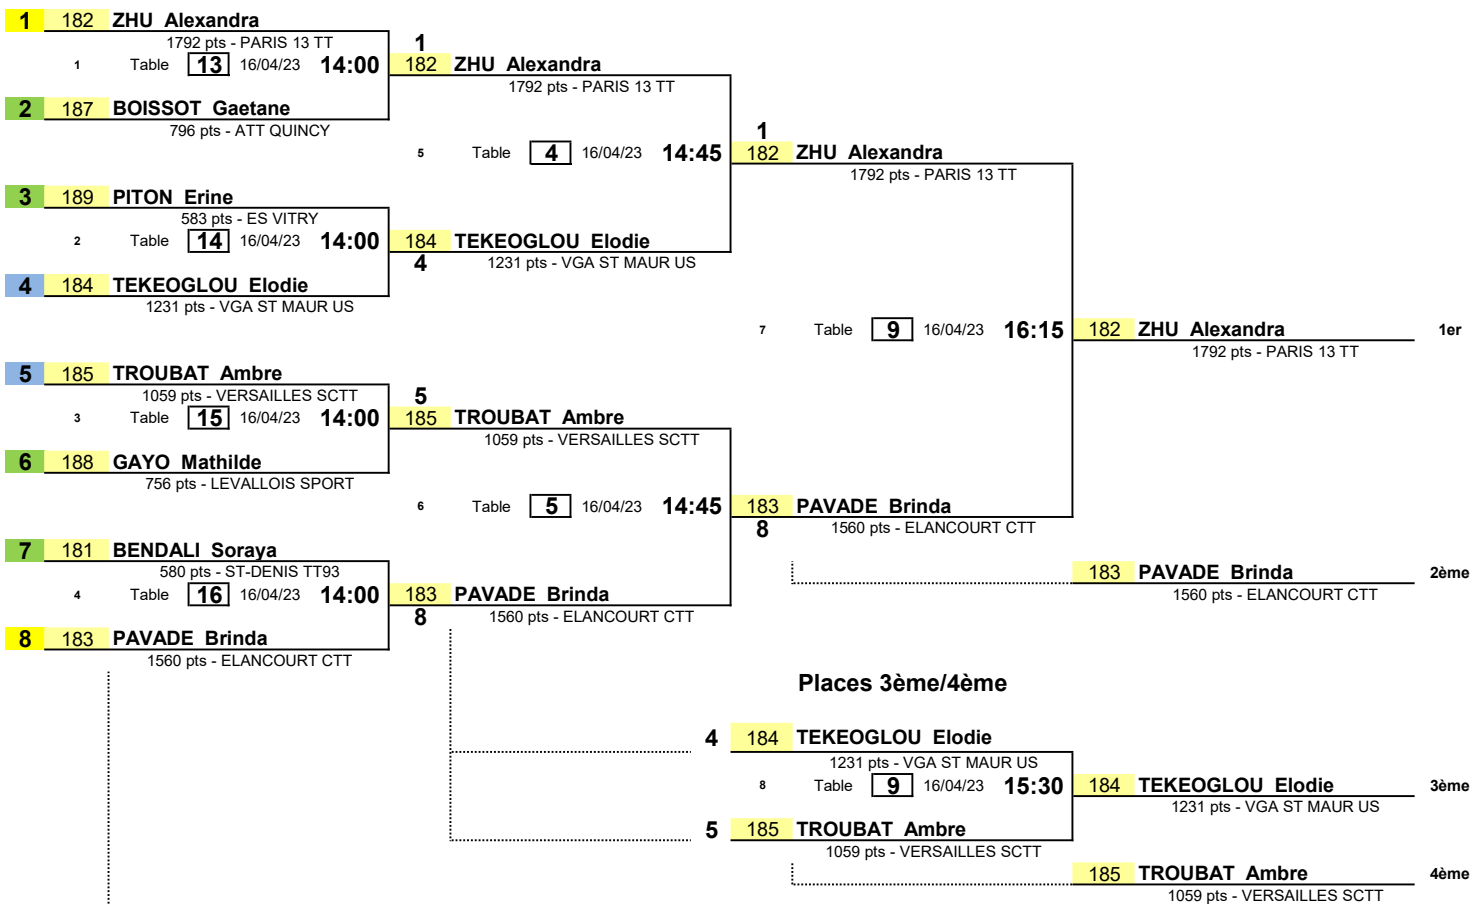 1 182 ZHU Alexandra
1792 pts - PARIS 13 TT
1
1 Table 13 16/04/23 14:00 182 ZHU Alexandra
1792 pts - PARIS 13 TT
2 187 BOISSOT Gaetane
796 pts - ATT QUINCY
1
5 Table 4 16/04/23 14:45 182 ZHU Alexandra
1792 pts - PARIS 13 TT
3 189 PITON Erine
583 pts - ES VITRY
2 Table 14 16/04/23 14:00 184 TEKEOGLOU Elodie
4 1231 pts - VGA ST MAUR US
4 184 TEKEOGLOU Elodie
1231 pts - VGA ST MAUR US
7 Table 9 16/04/23 16:15 182 ZHU Alexandra 1er
1792 pts - PARIS 13 TT
5 185 TROUBAT Ambre
1059 pts - VERSAILLES SCTT
5
3 Table 15 16/04/23 14:00 185 TROUBAT Ambre
1059 pts - VERSAILLES SCTT
6 188 GAYO Mathilde
756 pts - LEVALLOIS SPORT
6 Table 5 16/04/23 14:45 183 PAVADE Brinda
8 1560 pts - ELANCOURT CTT
7 181 BENDALI Soraya
580 pts - ST-DENIS TT93
183 PAVADE Brinda 2ème
1560 pts - ELANCOURT CTT
4 Table 16 16/04/23 14:00 183 PAVADE Brinda
8 1560 pts - ELANCOURT CTT
8 183 PAVADE Brinda
1560 pts - ELANCOURT CTT
Places 3ème/4ème
4 184 TEKEOGLOU Elodie
1231 pts - VGA ST MAUR US
8 Table 9 16/04/23 15:30 184 TEKEOGLOU Elodie 3ème
1231 pts - VGA ST MAUR US
5 185 TROUBAT Ambre
1059 pts - VERSAILLES SCTT
185 TROUBAT Ambre 4ème
1059 pts - VERSAILLES SCTT